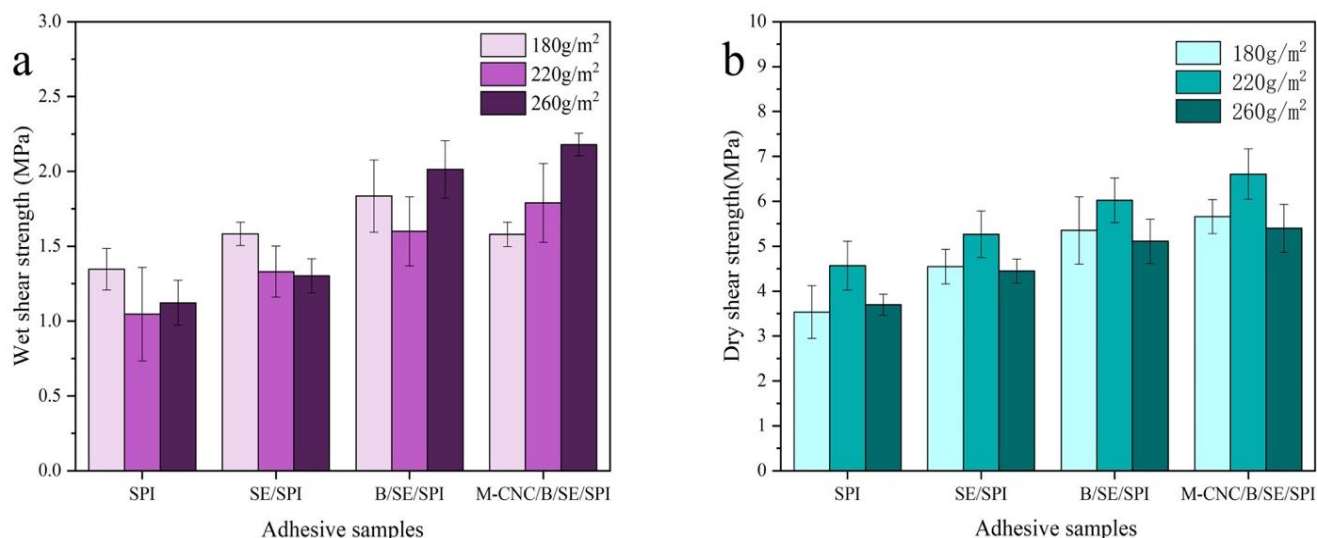 a
180g/m²
220g/m²
260g/m²
Wet shear strength (MPa)
3.0
2.5
2.0
1.5
1.0
0.5
0.0
SPI
SE/SPI
B/SE/SPI
M-CNC/B/SE/SPI
Adhesive samples
b
180g/m²
220g/m²
260g/m²
Dry shear strength(MPa)
10
9
8
7
6
5
4
3
2
1
0
SPI
SE/SPI
B/SE/SPI
M-CNC/B/SE/SPI
Adhesive samples